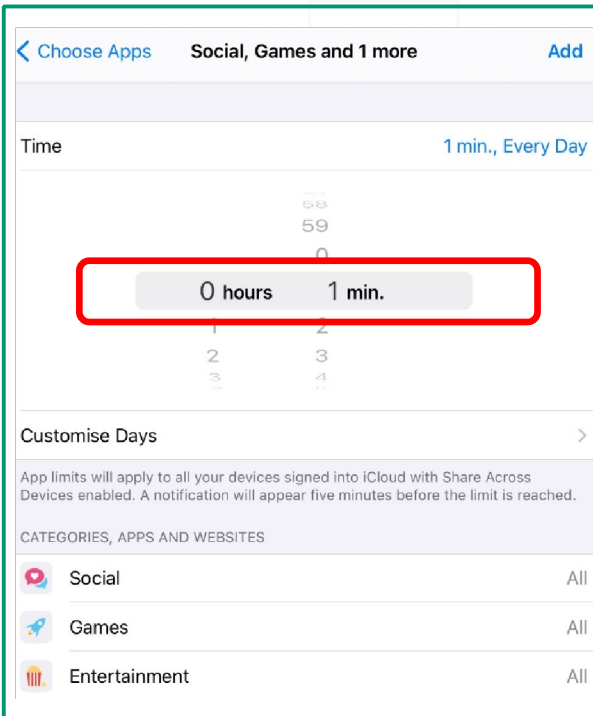 Choose Apps Social, Games and 1 more Add
Time 1 min., Every Day
58
59
0
0 hours 1 min.
1 2
2 3
3 4
Customise Days
App limits will apply to all your devices signed into iCloud with Share Across
Devices enabled. A notification will appear five minutes before the limit is reached.
CATEGORIES, APPS AND WEBSITES
Social All
Games All
Entertainment All